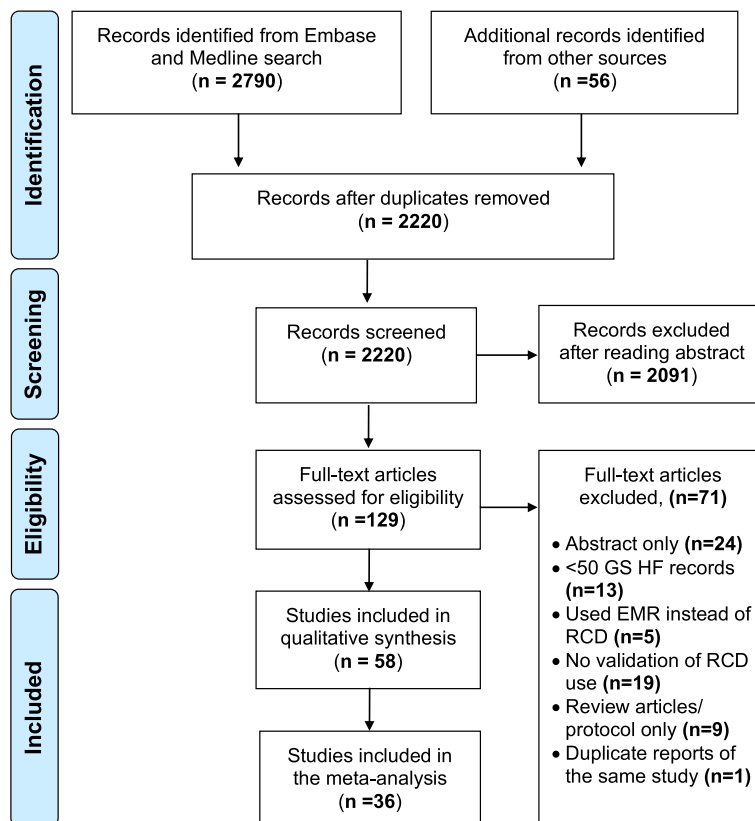 Identification
Records identified from Embase
and Medline search
(n = 2790)
Additional records identified
from other sources
(n =56)
Records after duplicates removed
(n = 2220)
Screening
Records screened
(n = 2220)
Records excluded
after reading abstract
(n = 2091)
Eligibility
Full-text articles
assessed for eligibility
(n =129)
Full-text articles
excluded, (n=71)
• Abstract only (n=24)
• <50 GS HF records
(n=13)
• Used EMR instead of
RCD (n=5)
• No validation of RCD
use (n=19)
• Review articles/
protocol only (n=9)
• Duplicate reports of
the same study (n=1)
Included
Studies included in
qualitative synthesis
(n = 58)
Studies included in
the meta-analysis
(n =36)